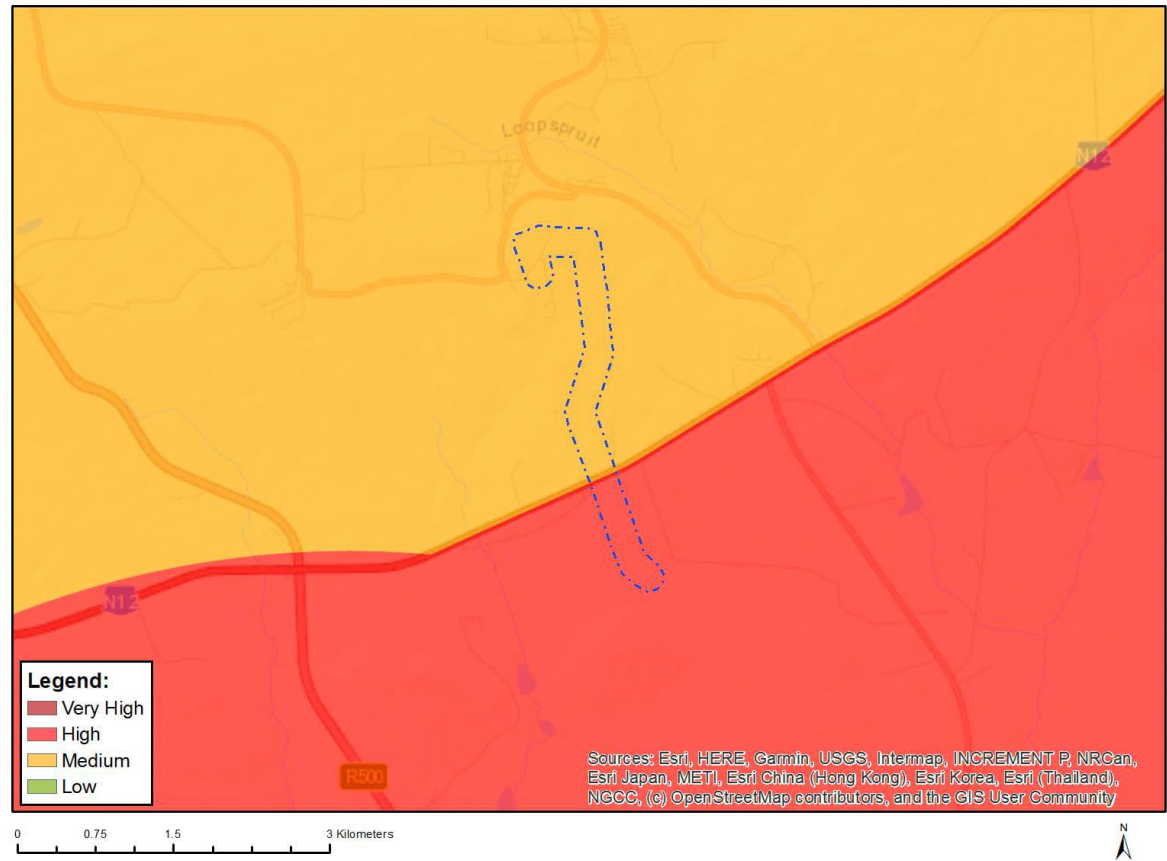 Loopspruit
N12
N12
R500
Legend:
Very High
High
Medium
Low
Sources: Esri, HERE, Garmin, USGS, Intermap, INCREMENT P, NRCan,
Esri Japan, METI, Esri China (Hong Kong), Esri Korea, Esri (Thailand),
NGCC, (c) OpenStreetMap contributors, and the GIS User Community
0 0.75 1.5 3 Kilometers
N